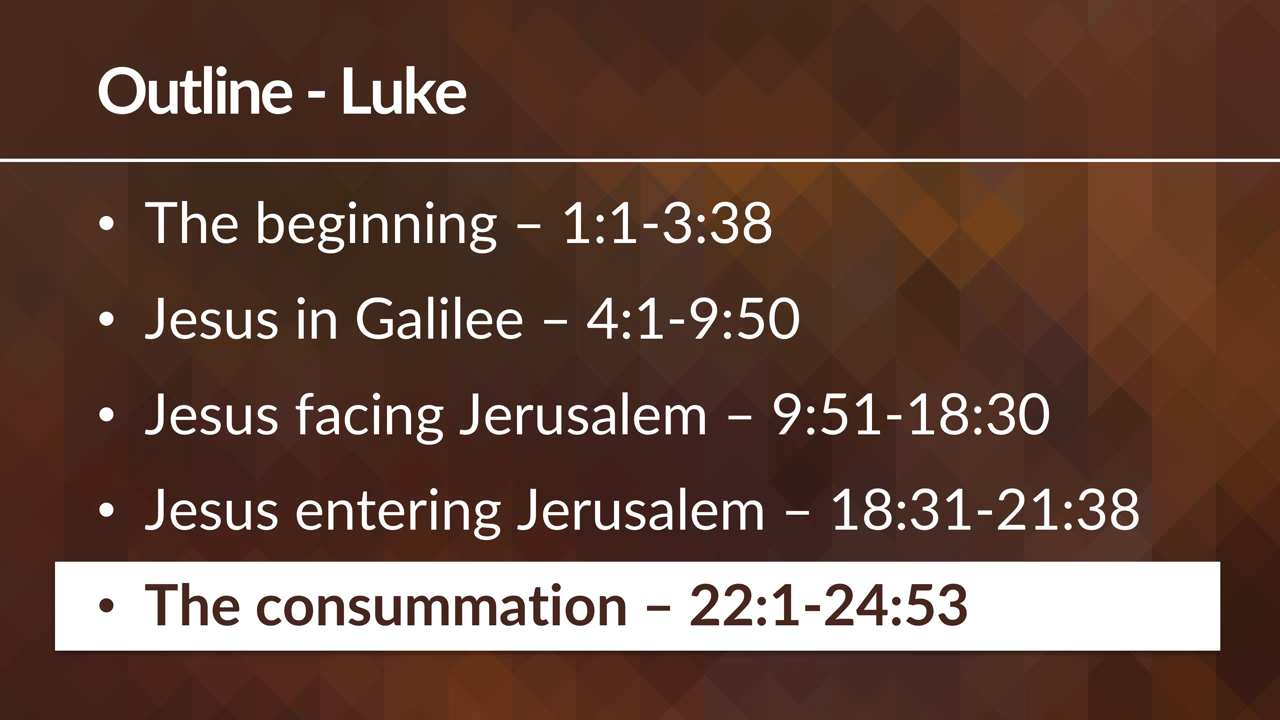 Outline - Luke
• The beginning – 1:1-3:38
• Jesus in Galilee – 4:1-9:50
• Jesus facing Jerusalem – 9:51-18:30
• Jesus entering Jerusalem – 18:31-21:38
• The consummation – 22:1-24:53